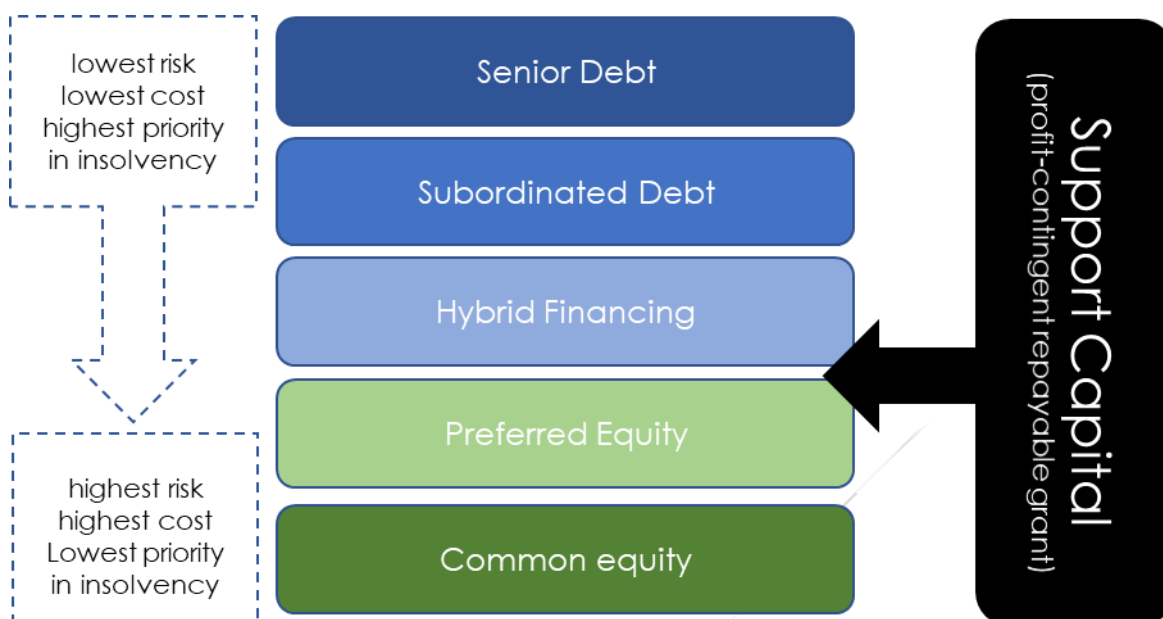 lowest risk
lowest cost
highest priority
in insolvency
Senior Debt
Subordinated Debt
Hybrid Financing
Preferred Equity
Common equity
highest risk
highest cost
Lowest priority
in insolvency
Support Capital
(profit-contingent repayable grant)